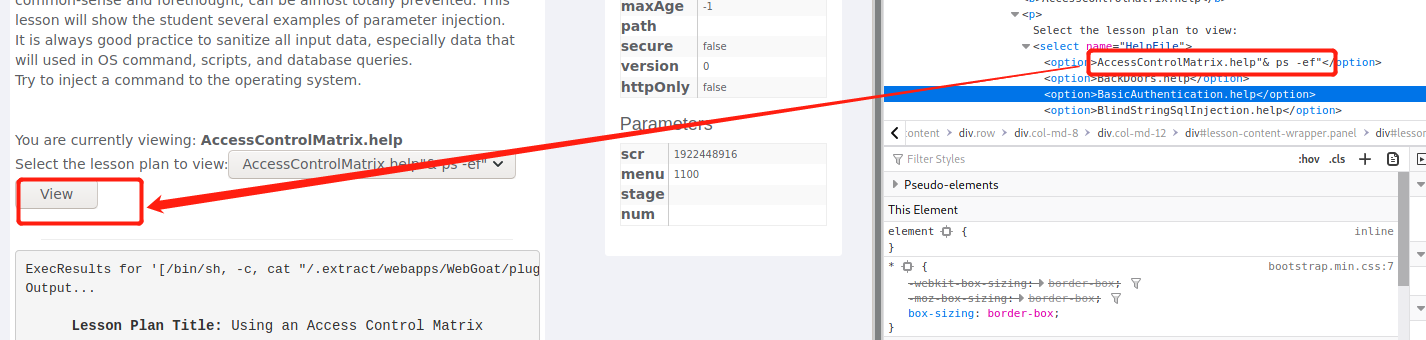 common-sense and forethought, can be almost totally prevented. This
lesson will show the student several examples of parameter injection.
It is always good practice to sanitize all input data, especially data that
will used in OS command, scripts, and database queries.
Try to inject a command to the operating system.
You are currently viewing: AccessControlMatrix.help
Select the lesson plan to view: AccessControlMatrix.help"& ps -ef"
View
ExecResults for '[/bin/sh, -c, cat "/.extract/webapps/WebGoat/plug
Output...
Lesson Plan Title: Using an Access Control Matrix
maxAge -1
path
secure false
version 0
httpOnly false
Parameters
scr 1922448916
menu 1100
stage
num
<p>
Select the lesson plan to view:
<select name="HelpFile">
<option>AccessControlMatrix.help"& ps -ef"</option>
<option>BackDoors.help</option>
<option>BasicAuthentication.help</option>
<option>BlindStringSqlInjection.help</option>
content > div.row > div.col-md-8 > div.col-md-12 > div#lesson-content-wrapper.panel > div#lesson
Filter Styles :hov .cls +
Pseudo-elements
This Element
element { inline
}
* { bootstrap.min.css:7
-webkit-box-sizing: border-box;
-moz-box-sizing: border-box;
box-sizing: border-box;
}